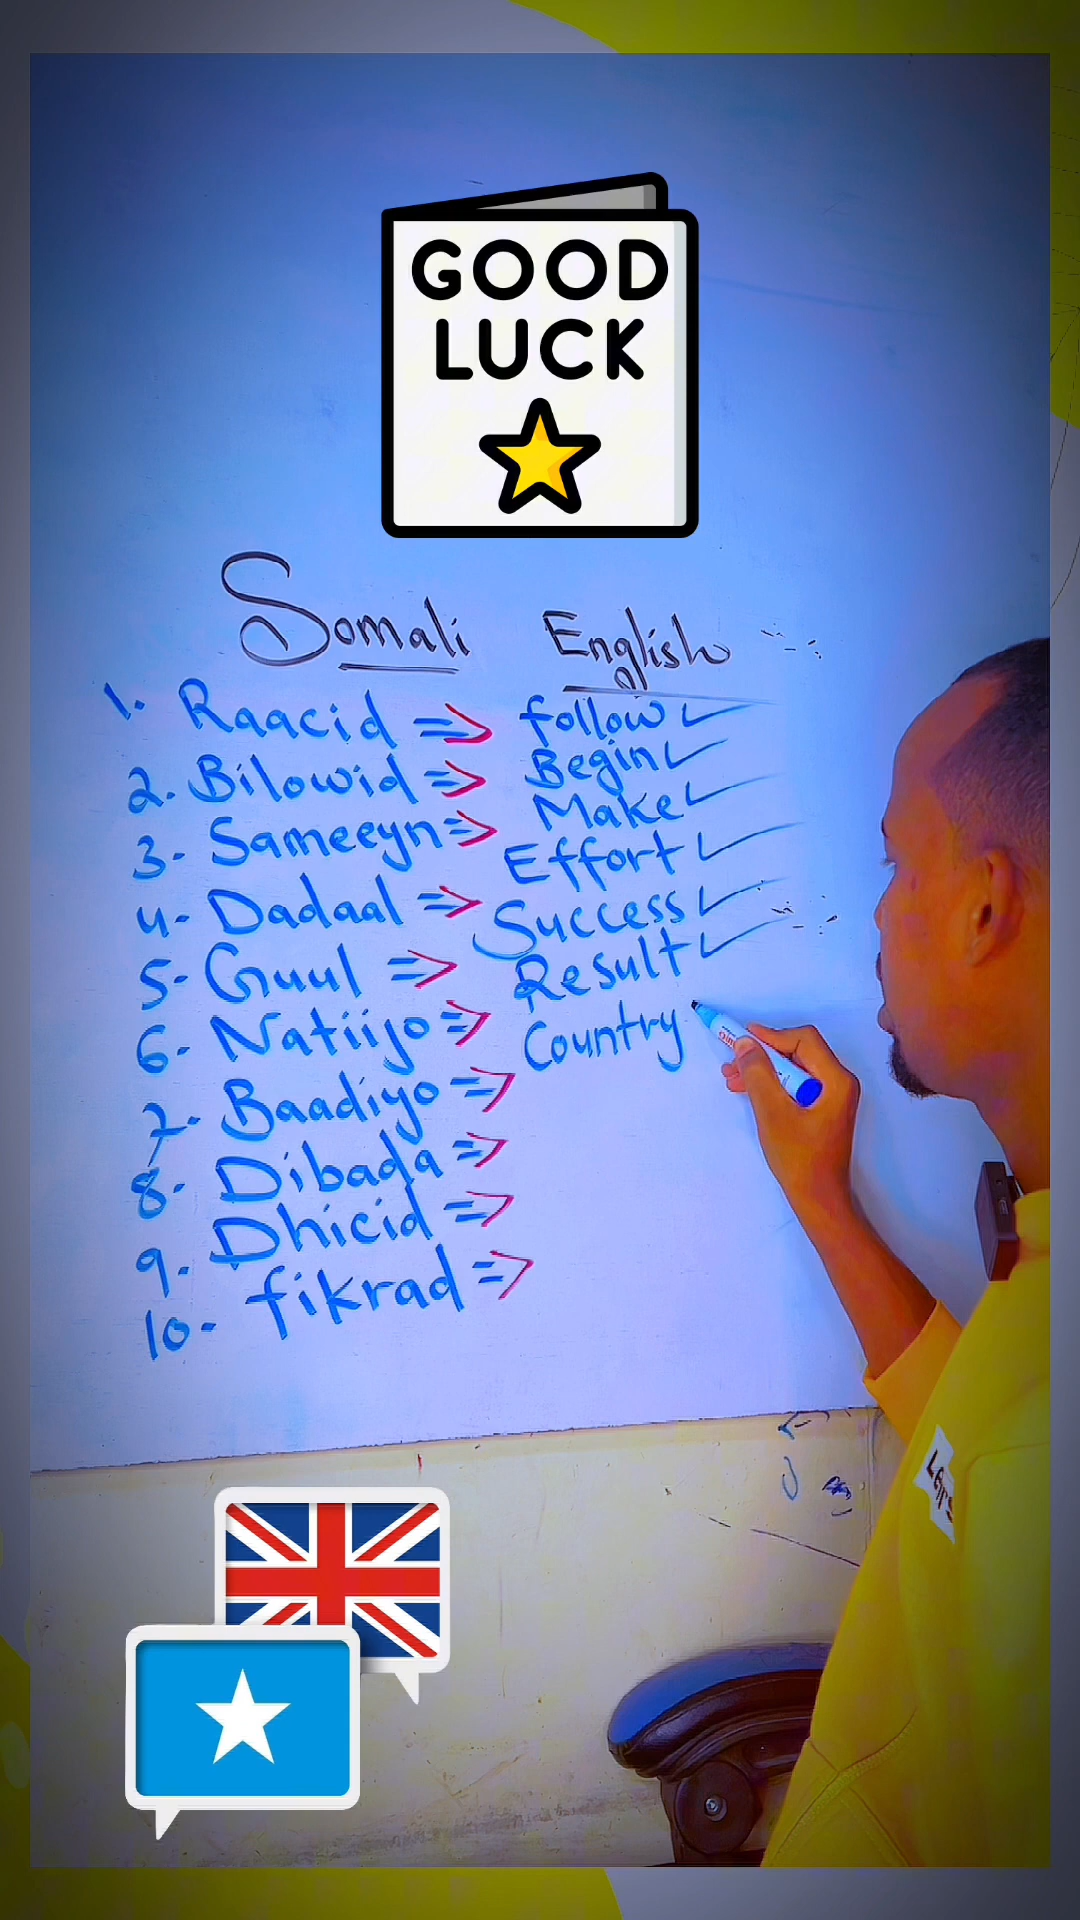 GOOD
LUCK
Somali English
1. Raacid => follow
2. Bilowid => Begin
3- Sameeyn => Make
4- Dadaal => Effort
5- Guul => Success
6- Natiijo => Result
7- Baadiyo => Country
8- Dibada =>
9. Dhicid =>
10- fikrad =>